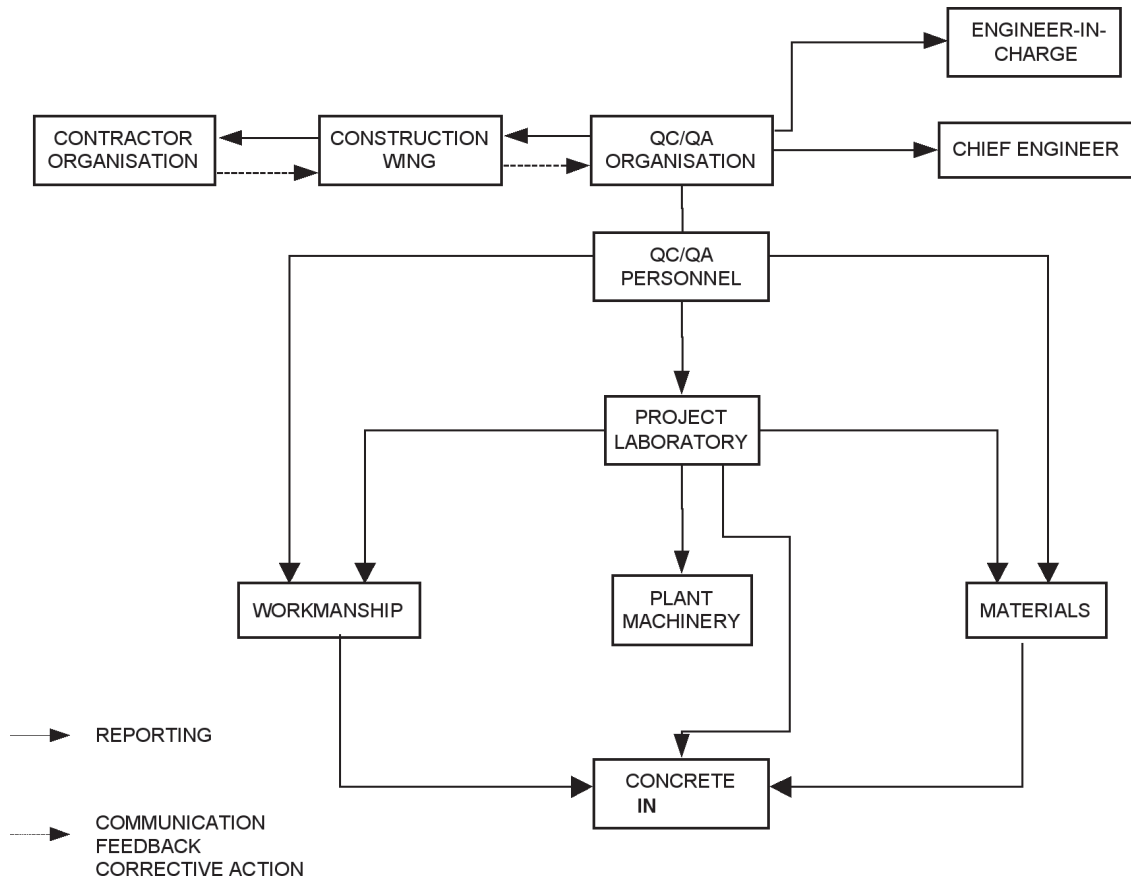 ENGINEER-IN-
CHARGE
CONTRACTOR
ORGANISATION
CONSTRUCTION
WING
QC/QA
ORGANISATION
CHIEF ENGINEER
QC/QA
PERSONNEL
PROJECT
LABORATORY
WORKMANSHIP
PLANT
MACHINERY
MATERIALS
REPORTING
CONCRETE
IN
COMMUNICATION
FEEDBACK
CORRECTIVE ACTION